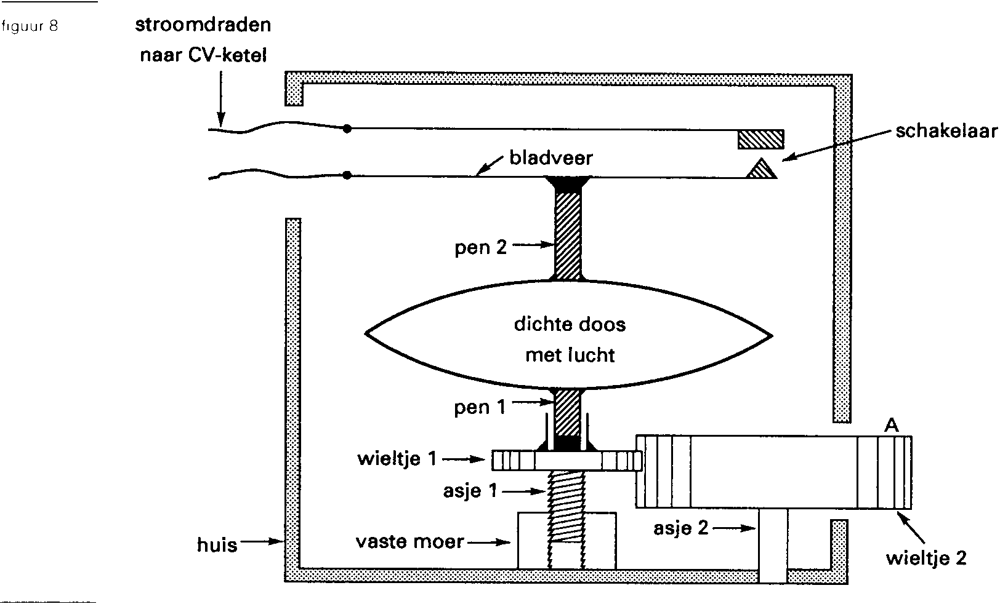 figuur 8
stroomdraden
naar CV-ketel
schakelaar
bladveer
pen 2
dichte doos
met lucht
pen 1
A
wieltje 1
asje 1
asje 2
huis
vaste moer
wieltje 2